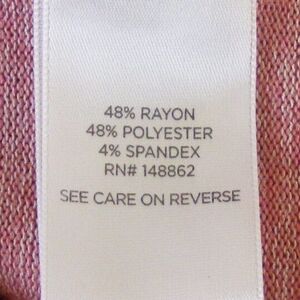 48% RAYON
48% POLYESTER
4% SPANDEX
RN# 148862
SEE CARE ON REVERSE